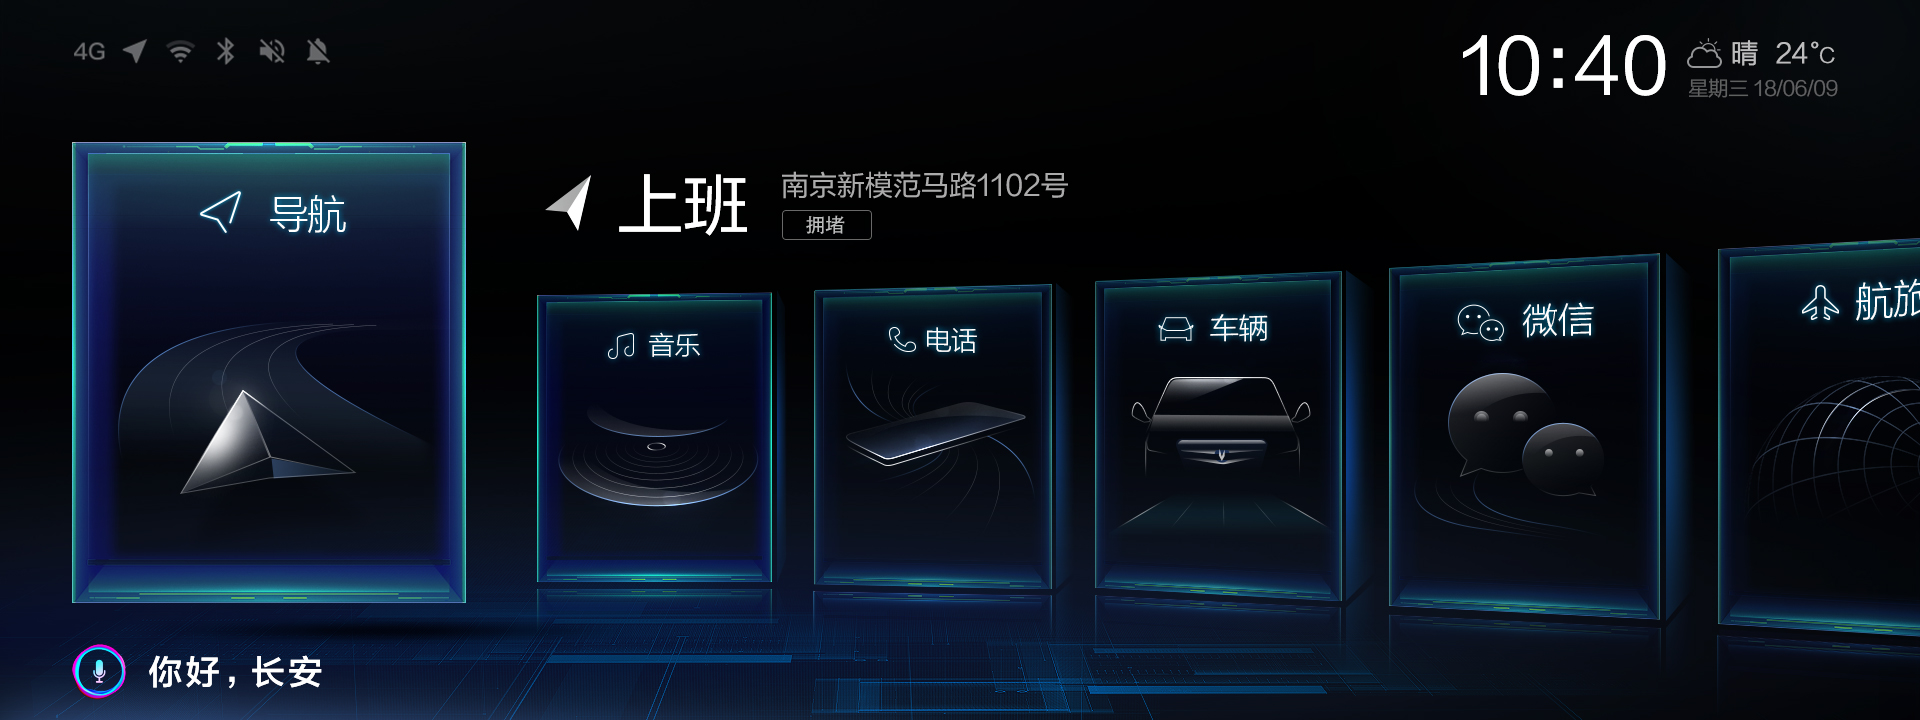 4G
10:40
晴 24°C
星期三 18/06/09
导航
上班
南京新模范马路1102号
拥堵
音乐
电话
车辆
微信
航旅
你好，长安